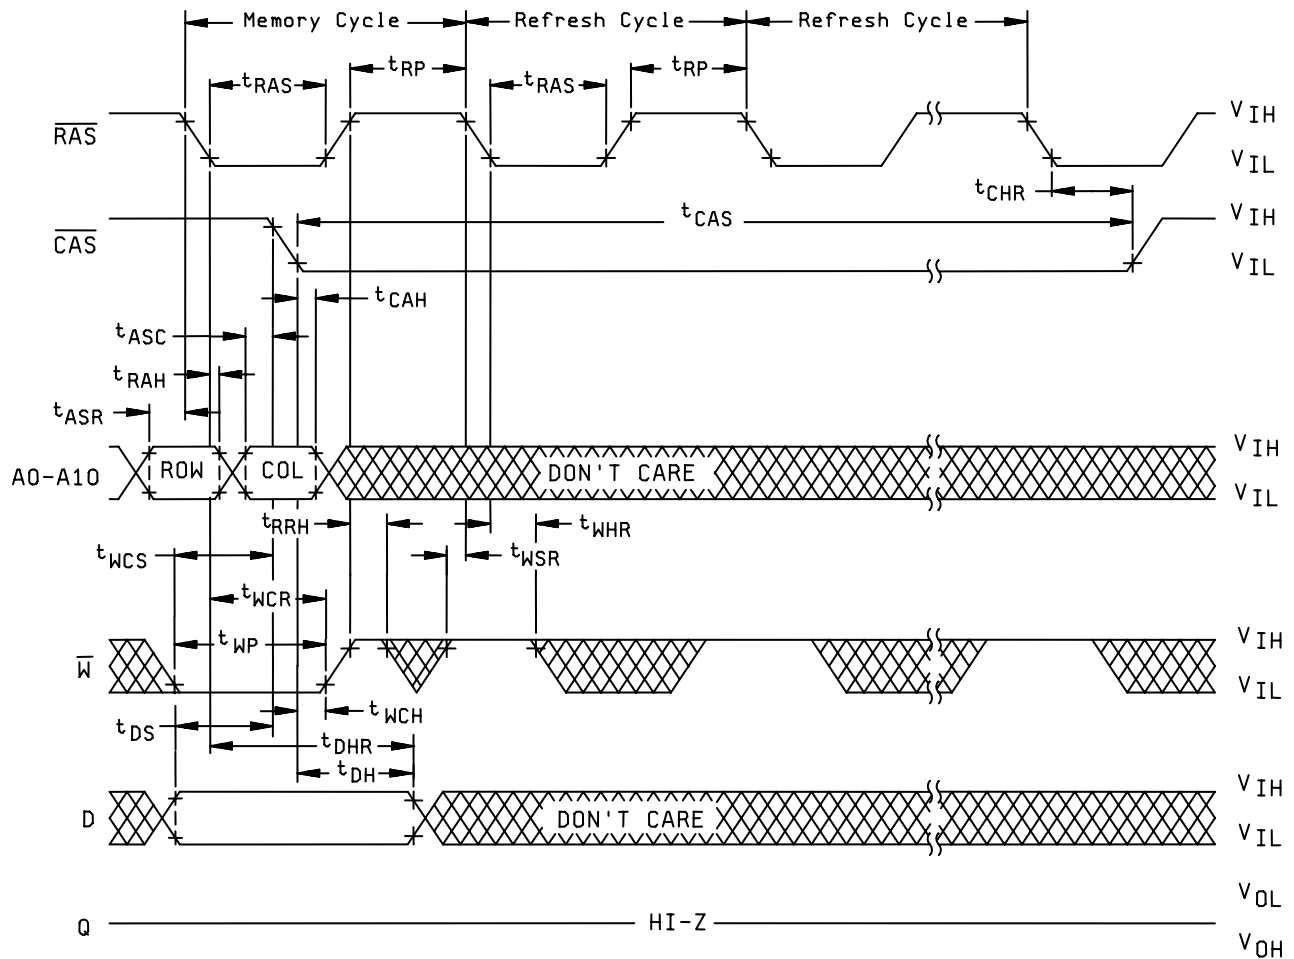 Memory Cycle Refresh Cycle Refresh Cycle
tRAS tRP tRAS tRP
RAS VIH
VIL
tCHR
CAS tCAS VIH
VIL
tCAH
tASC
tRAH
tASR
A0-A10 ROW COL DON'T CARE VIH
VIL
tRRH tWHR
tWCS tWSR
tWCR
tWP
W VIH
VIL
tWCH
tDS
tDHR
tDH
D DON'T CARE VIH
VIL
Q HI-Z VOL
VOH